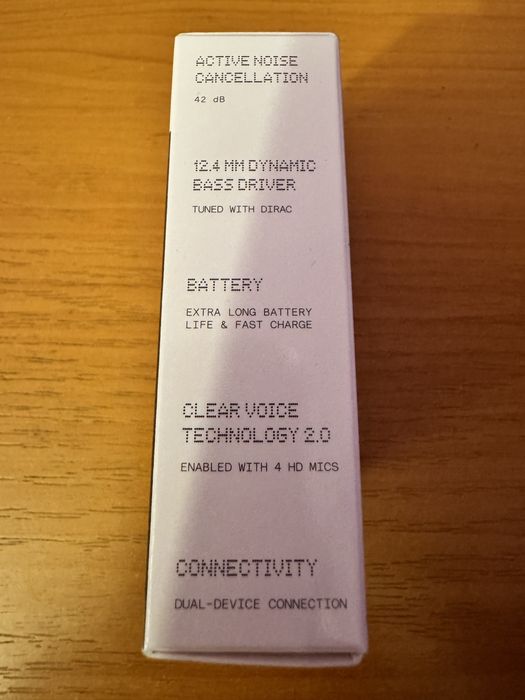 ACTIVE NOISE
CANCELLATION
42 dB
12.4 MM DYNAMIC
BASS DRIVER
TUNED WITH DIRAC
BATTERY
EXTRA LONG BATTERY
LIFE & FAST CHARGE
CLEAR VOICE
TECHNOLOGY 2.0
ENABLED WITH 4 HD MICS
CONNECTIVITY
DUAL-DEVICE CONNECTION